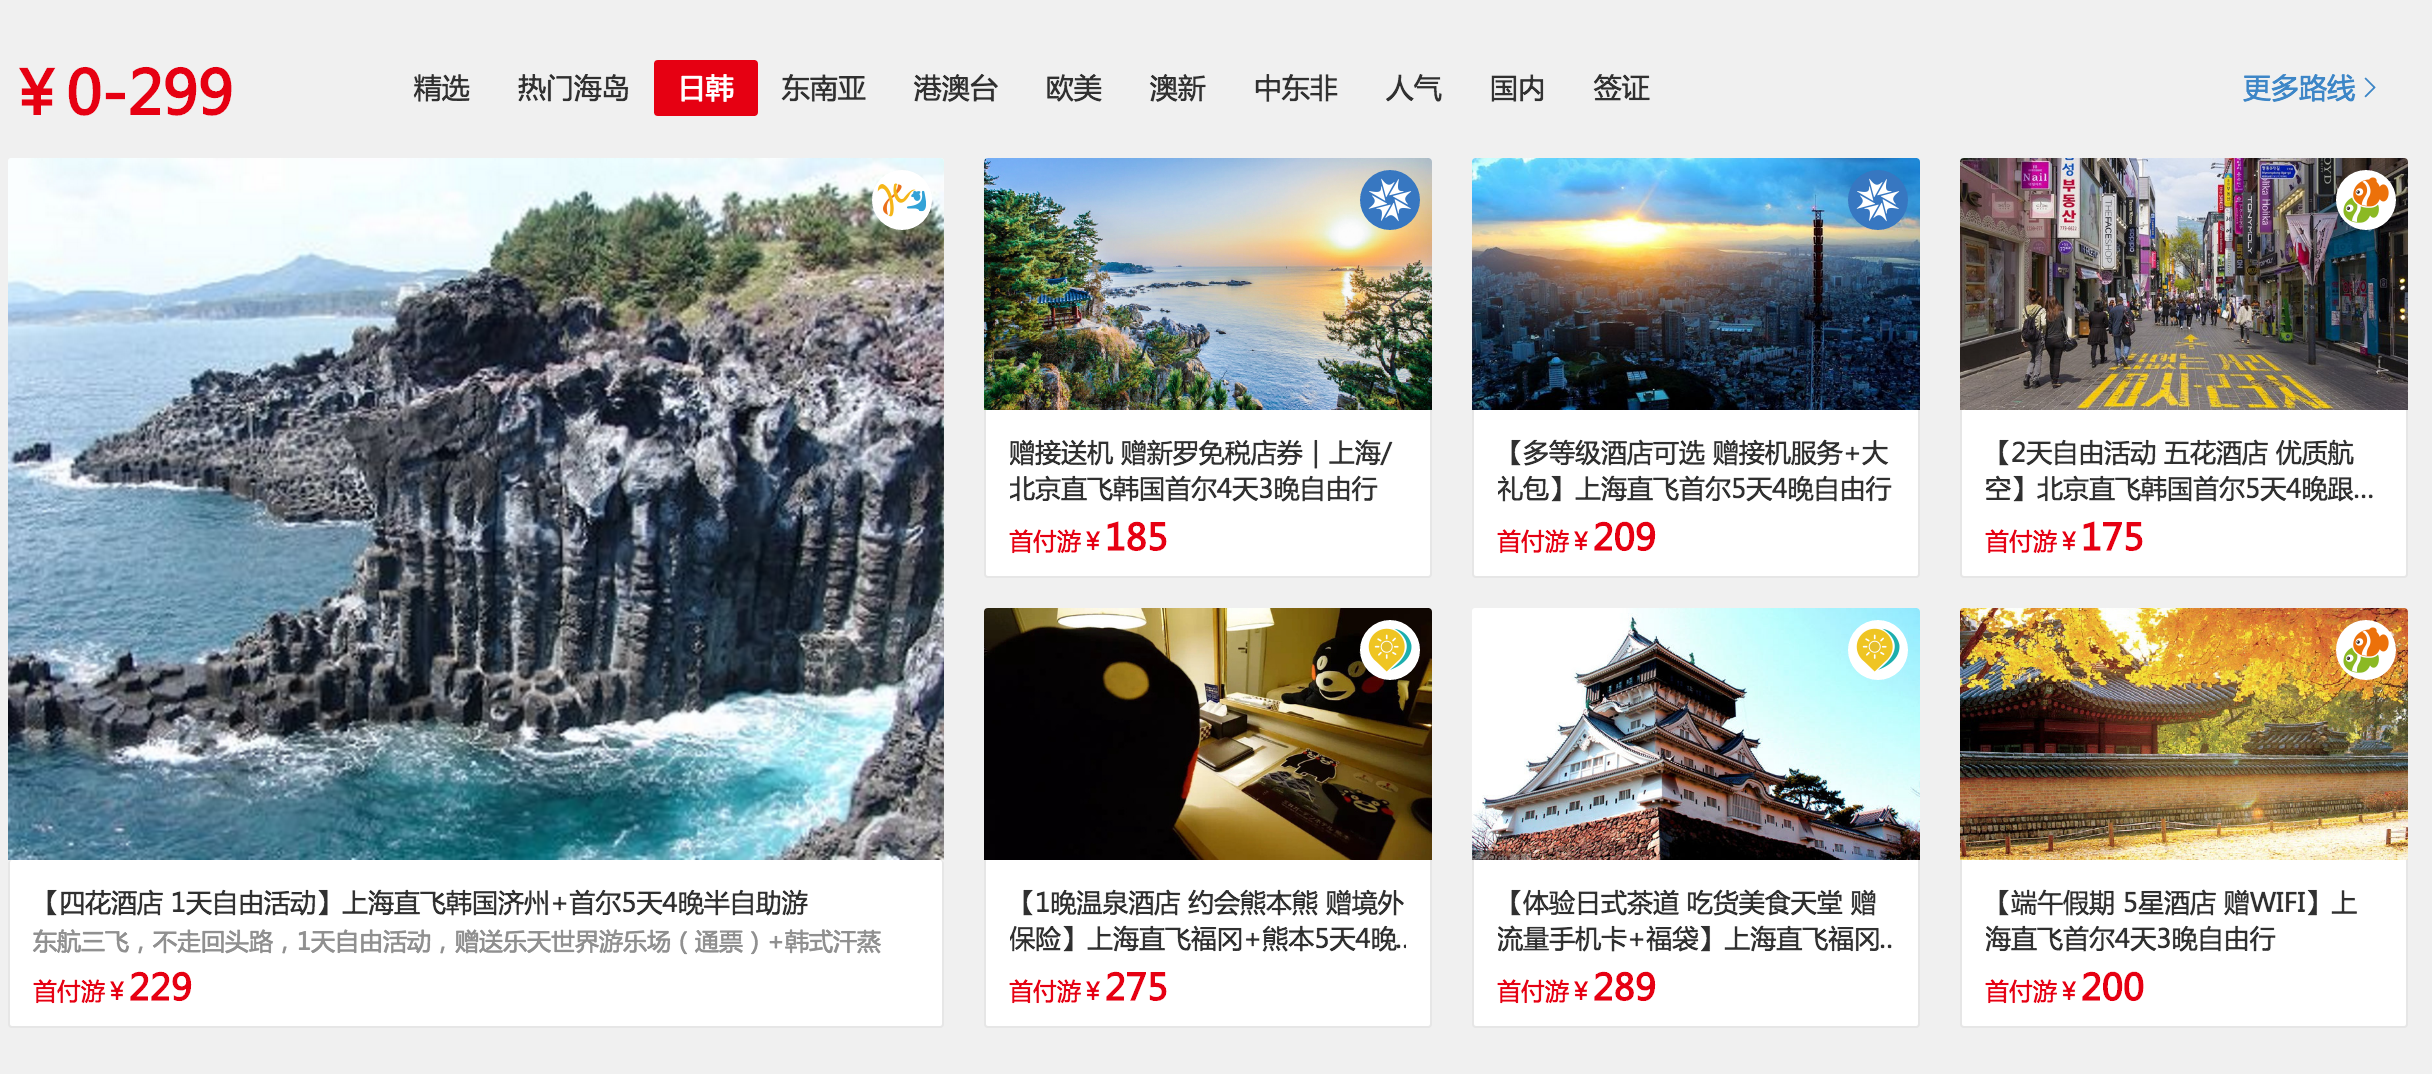 ¥0-299
精选 热门海岛 日韩 东南亚 港澳台 欧美 澳新 中东非 人气 国内 签证
更多路线 >
【四花酒店 1天自由活动】上海直飞韩国济州+首尔5天4晚半自助游
东航三飞，不走回头路，1天自由活动，赠送乐天世界游乐场（通票）+韩式汗蒸
首付游 ¥ 229
赠接送机 赠新罗免税店券 | 上海/
北京直飞韩国首尔4天3晚自由行
首付游 ¥ 185
【多等级酒店可选 赠接机服务+大
礼包】上海直飞首尔5天4晚自由行
首付游 ¥ 209
Nail
성부동산
THEFACESHOP
TONYMOLY
Holika
【2天自由活动 五花酒店 优质航
空】北京直飞韩国首尔5天4晚跟...
首付游 ¥ 175
【1晚温泉酒店 约会熊本熊 赠境外
保险】上海直飞福冈+熊本5天4晚..
首付游 ¥ 275
【体验日式茶道 吃货美食天堂 赠
流量手机卡+福袋】上海直飞福冈..
首付游 ¥ 289
【端午假期 5星酒店 赠WIFI】上
海直飞首尔4天3晚自由行
首付游 ¥ 200